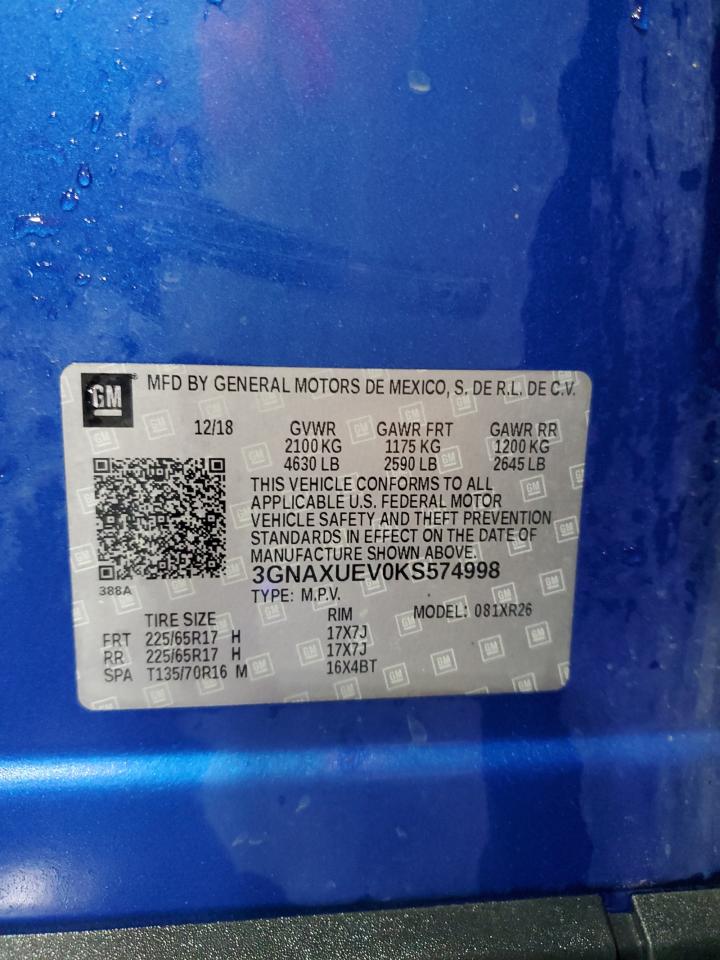 GM MFD BY GENERAL MOTORS DE MEXICO, S. DE R.L. DE C.V.
12/18 GVWR GAWR FRT GAWR RR
2100 KG 1175 KG 1200 KG
4630 LB 2590 LB 2645 LB
THIS VEHICLE CONFORMS TO ALL
APPLICABLE U.S. FEDERAL MOTOR
VEHICLE SAFETY AND THEFT PREVENTION
STANDARDS IN EFFECT ON THE DATE OF
MANUFACTURE SHOWN ABOVE.
3GNAXUEV0KS574998
388A
TYPE: M.P.V. MODEL: 081XR26
TIRE SIZE RIM
FRT 225/65R17 H 17X7J
RR 225/65R17 H 17X7J
SPA T135/70R16 M 16X4BT